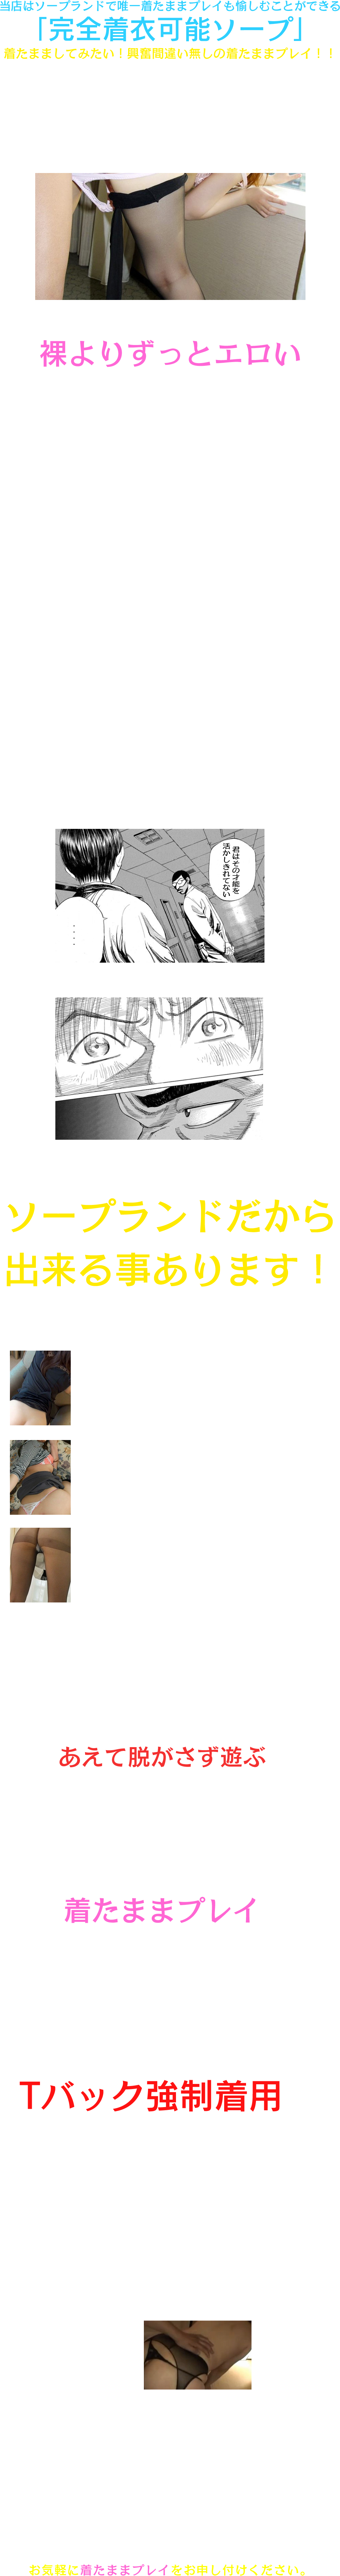 当店はソープランドで唯一着たままプレイも愉しむことができる
「完全着衣可能ソープ」
着たまましてみたい！興奮間違い無しの着たままプレイ！！
裸よりずっとエロい
君はその才能を
活かしきれてない
・・・・
ソープランドだから
出来る事あります！
あえて脱がさず遊ぶ
着たままプレイ
Tバック強制着用
お気軽に着たままプレイをお申し付けください。